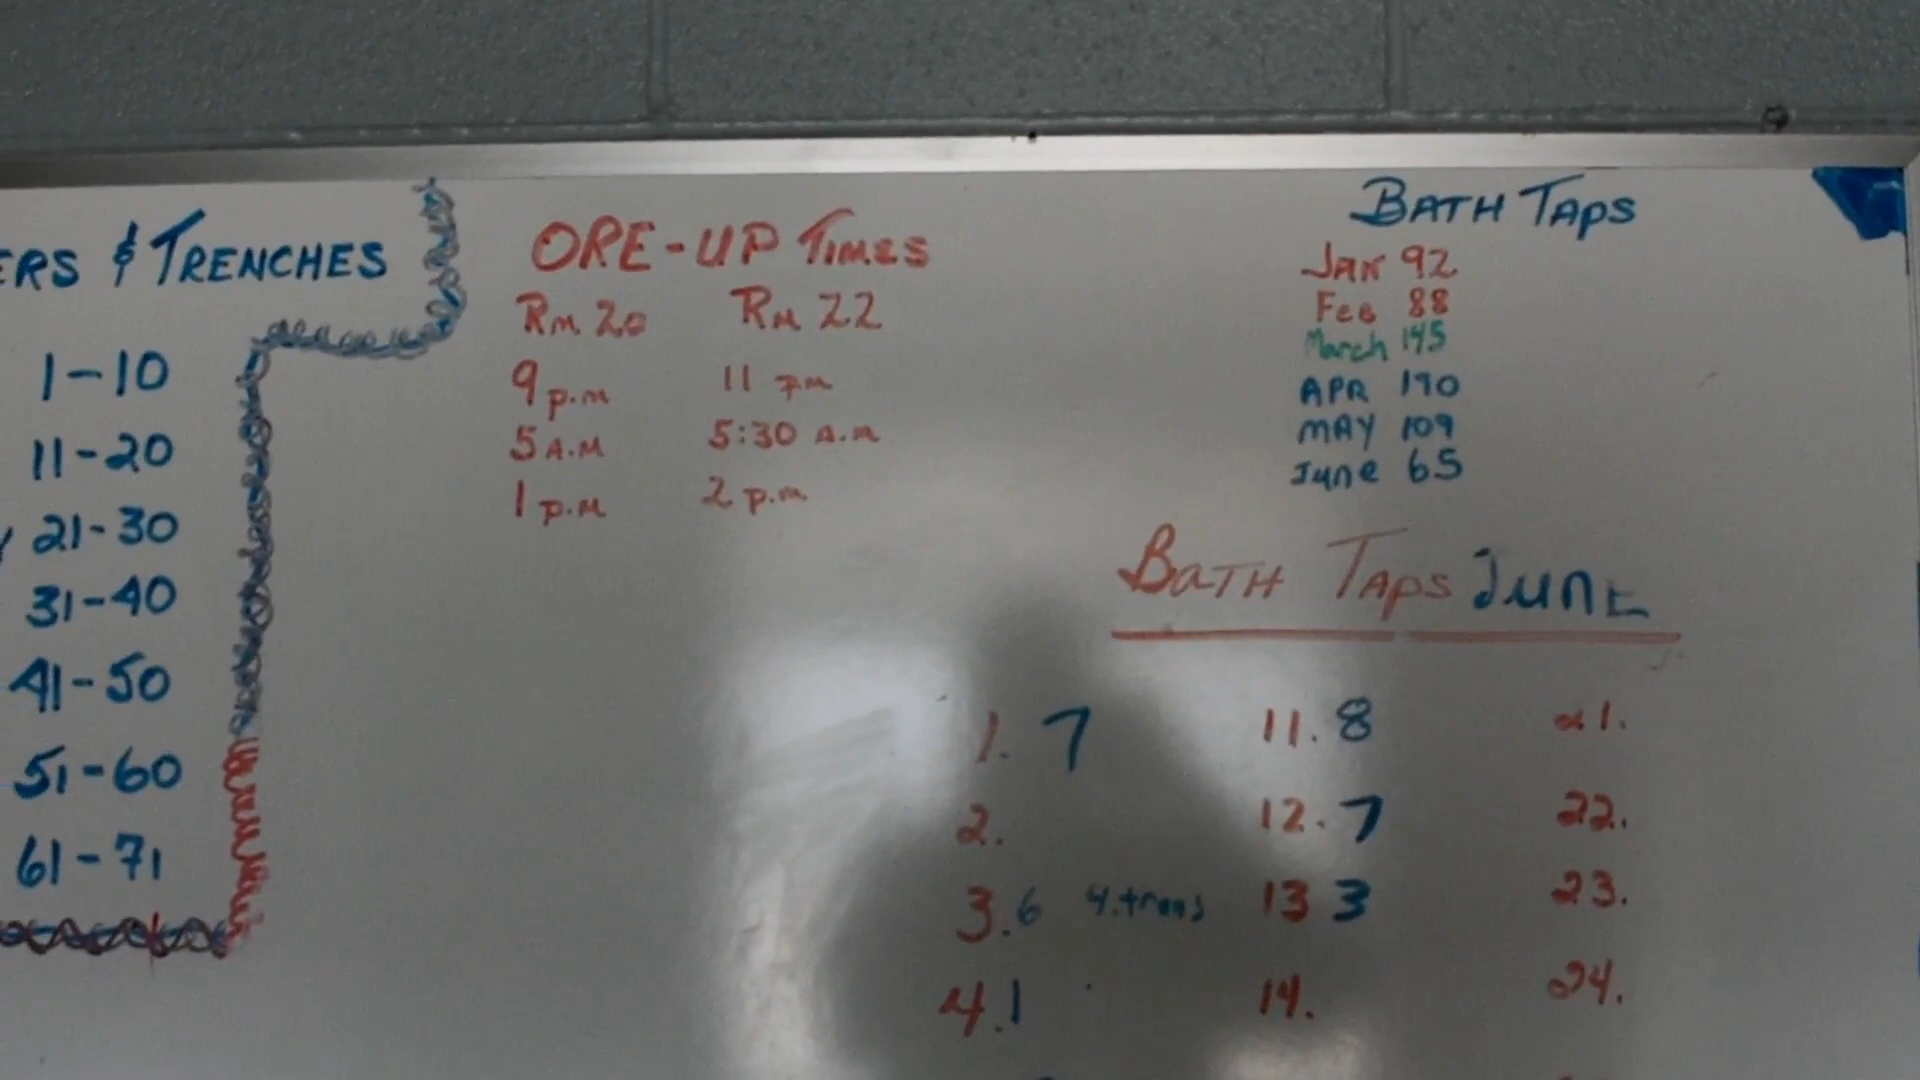 ERS & TRENCHES
1-10
11-20
21-30
31-40
41-50
51-60
61-71
ORE-UP TIMES
Rm 20 Rm 22
9 p.m 11 pm
5 A.M 5:30 A.m
1 p.m 2 p.m
BATH TAPS
JAN 92
FEB 88
March 145
APR 190
MAY 109
June 65
BATH TAPS JUNE
1. 7 11. 8 21.
2. 12. 7 22.
3. 6 4. trans 13 3 23.
4. 1 14. 24.